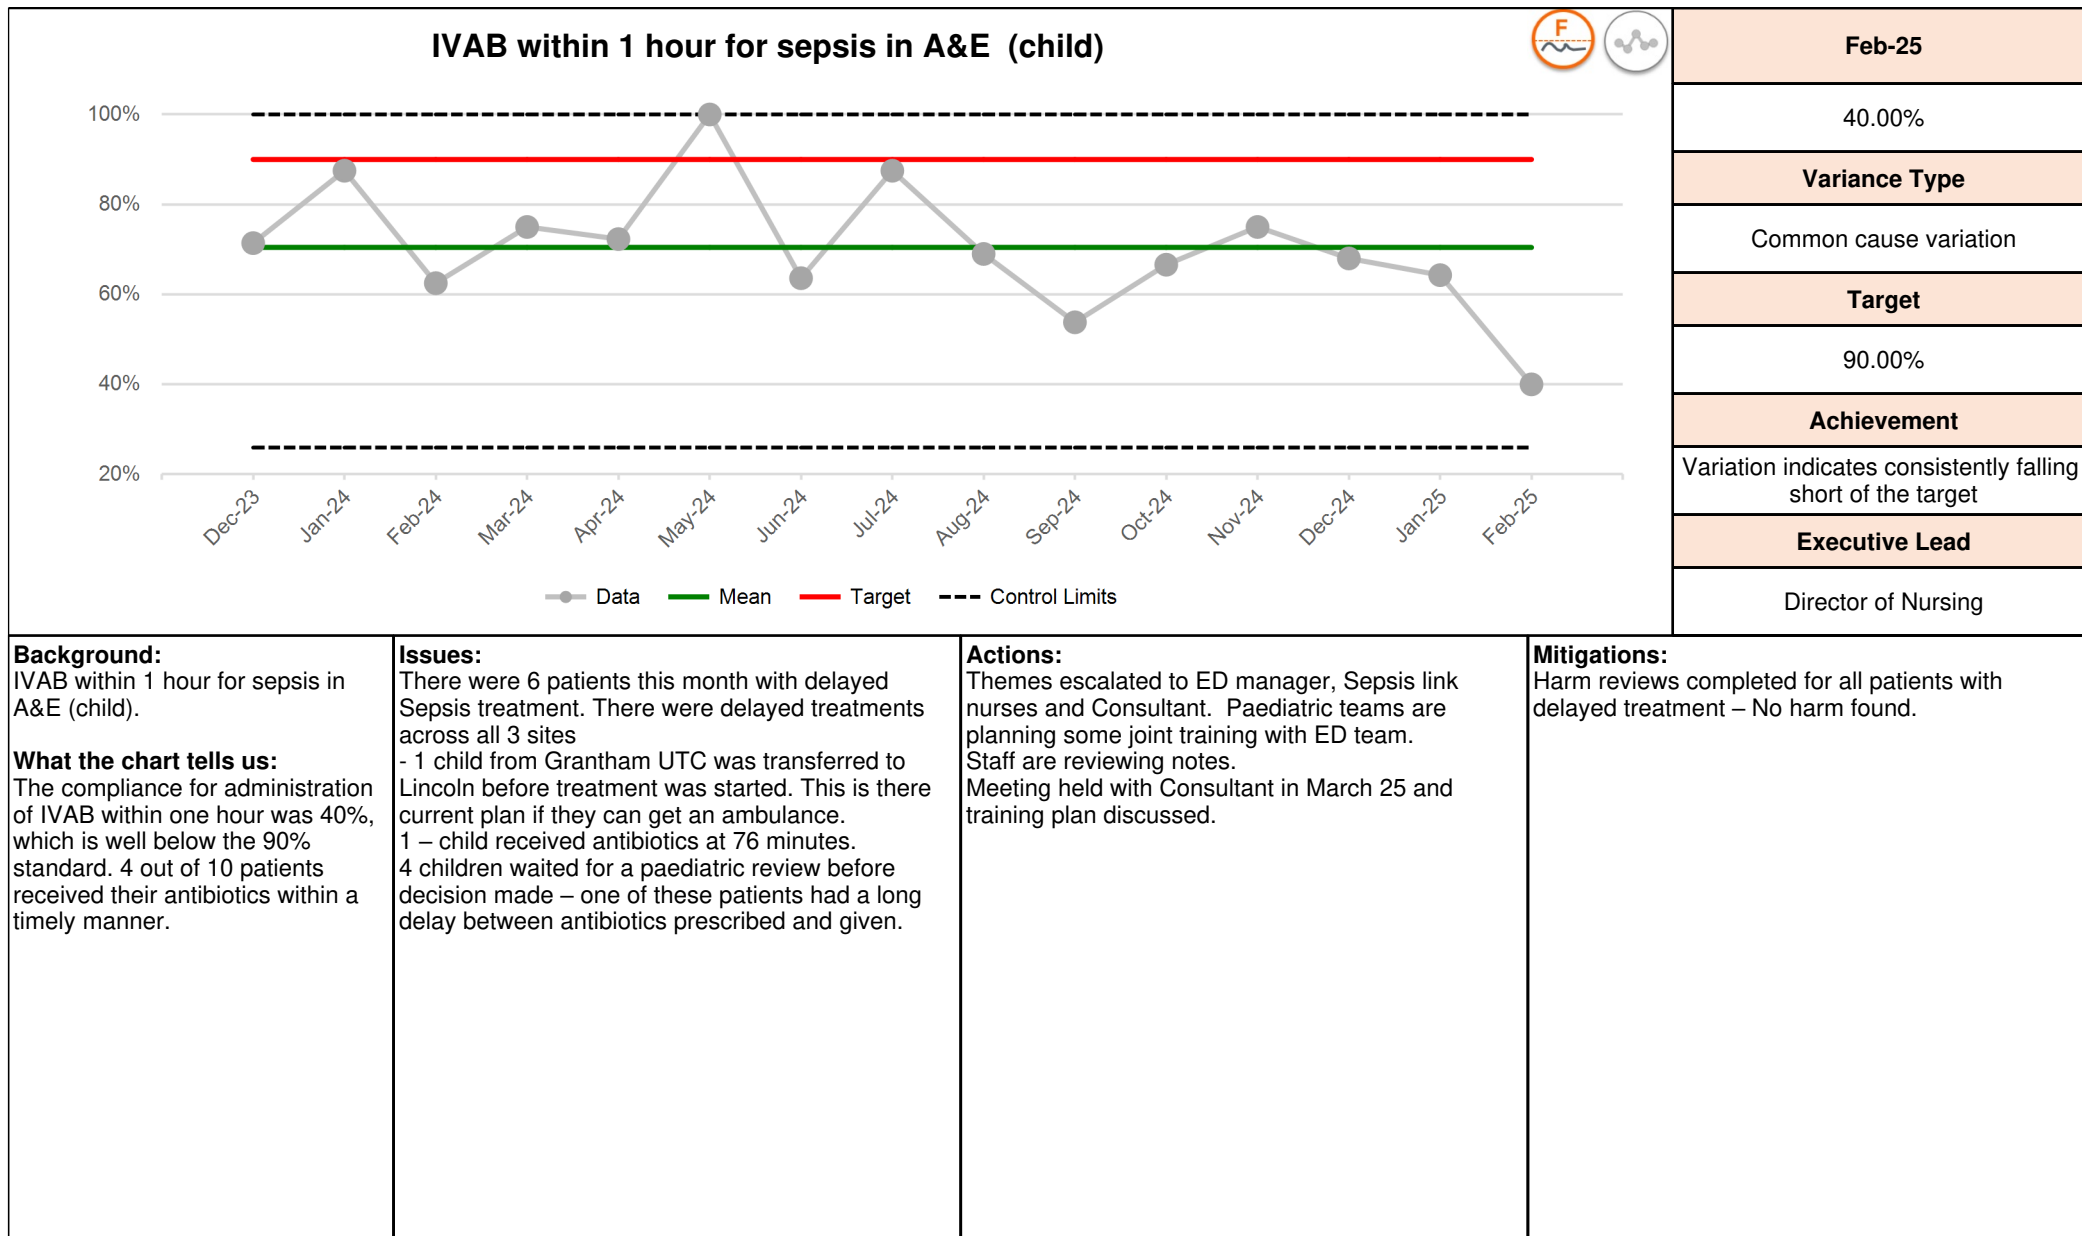 IVAB within 1 hour for sepsis in A&E  (child)
F
100%
80%
60%
40%
20%
Dec-23
Jan-24
Feb-24
Mar-24
Apr-24
May-24
Jun-24
Jul-24
Aug-24
Sep-24
Oct-24
Nov-24
Dec-24
Jan-25
Feb-25
Data
Mean
Target
Control Limits
Feb-25
40.00%
Variance Type
Common cause variation
Target
90.00%
Achievement
Variation indicates consistently falling
short of the target
Executive Lead
Director of Nursing
Background:
IVAB within 1 hour for sepsis in
A&E (child).
What the chart tells us:
The compliance for administration
of IVAB within one hour was 40%,
which is well below the 90%
standard. 4 out of 10 patients
received their antibiotics within a
timely manner.
Issues:
There were 6 patients this month with delayed
Sepsis treatment. There were delayed treatments
across all 3 sites
- 1 child from Grantham UTC was transferred to
Lincoln before treatment was started. This is there
current plan if they can get an ambulance.
1 – child received antibiotics at 76 minutes.
4 children waited for a paediatric review before
decision made – one of these patients had a long
delay between antibiotics prescribed and given.
Actions:
Themes escalated to ED manager, Sepsis link
nurses and Consultant.  Paediatric teams are
planning some joint training with ED team.
Staff are reviewing notes.
Meeting held with Consultant in March 25 and
training plan discussed.
Mitigations:
Harm reviews completed for all patients with
delayed treatment – No harm found.